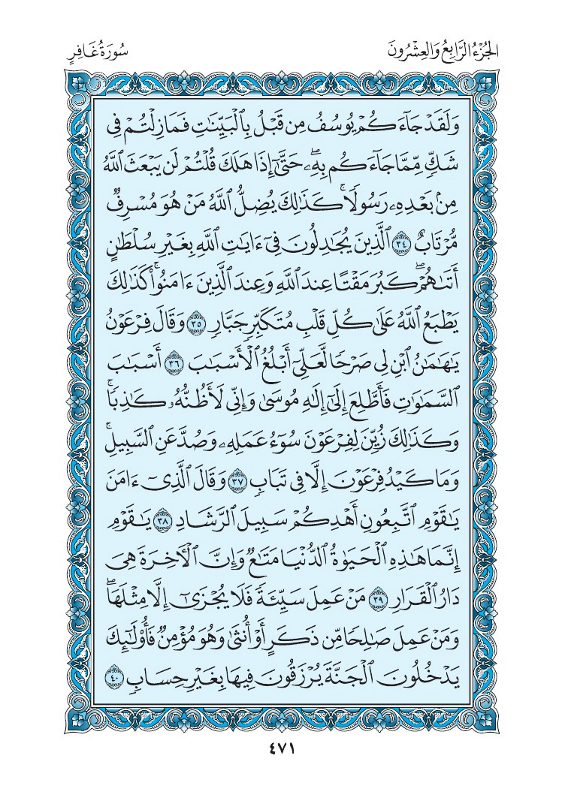 الجُزْءُ الرَّابِعُ وَالعِشْرُونَ
سُورَةُ غَافِرٍ
وَلَقَدْ جَآءَكُمْ يُوسُفُ مِن قَبْلُ بِٱلْبَيِّنَٰتِ فَمَا زِلْتُمْ فِى
شَكٍّ مِّمَّا جَآءَكُم بِهِۦۖ حَتَّىٰٓ إِذَا هَلَكَ قُلْتُمْ لَن يَبْعَثَ ٱللَّهُ
مِنۢ بَعْدِهِۦ رَسُولًاۚ كَذَٰلِكَ يُضِلُّ ٱللَّهُ مَنْ هُوَ مُسْرِفٌ
مُّرْتَابٌ ٣٤ ٱلَّذِينَ يُجَٰدِلُونَ فِىٓ ءَايَٰتِ ٱللَّهِ بِغَيْرِ سُلْطَٰنٍ
أَتَىٰهُمْۖ كَبُرَ مَقْتًا عِندَ ٱللَّهِ وَعِندَ ٱلَّذِينَ ءَامَنُوا۟ۚ كَذَٰلِكَ
يَطْبَعُ ٱللَّهُ عَلَىٰ كُلِّ قَلْبِ مُتَكَبِّرٍ جَبَّارٍ ٣٥ وَقَالَ فِرْعَوْنُ
يَٰهَٰمَٰنُ ٱبْنِ لِى صَرْحًا لَّعَلِّىٓ أَبْلُغُ ٱلْأَسْبَٰبَ ٣٦ أَسْبَٰبَ
ٱلسَّمَٰوَٰتِ فَأَطَّلِعَ إِلَىٰٓ إِلَٰهِ مُوسَىٰ وَإِنِّى لَأَظُنُّهُۥ كَٰذِبًاۚ
وَكَذَٰلِكَ زُيِّنَ لِفِرْعَوْنَ سُوٓءُ عَمَلِهِۦ وَصُدَّ عَنِ ٱلسَّبِيلِۚ
وَمَا كَيْدُ فِرْعَوْنَ إِلَّا فِى تَبَابٍ ٣٧ وَقَالَ ٱلَّذِىٓ ءَامَنَ
يَٰقَوْمِ ٱتَّبِعُونِ أَهْدِكُمْ سَبِيلَ ٱلرَّشَادِ ٣٨ يَٰقَوْمِ
إِنَّمَا هَٰذِهِ ٱلْحَيَوٰةُ ٱلدُّنْيَا مَتَٰعٌ وَإِنَّ ٱلْـَٔاخِرَةَ هِىَ
دَارُ ٱلْقَرَارِ ٣٩ مَنْ عَمِلَ سَيِّئَةً فَلَا يُجْزَىٰٓ إِلَّا مِثْلَهَاۖ
وَمَنْ عَمِلَ صَٰلِحًا مِّن ذَكَرٍ أَوْ أُنثَىٰ وَهُوَ مُؤْمِنٌ فَأُو۟لَٰٓئِكَ
يَدْخُلُونَ ٱلْجَنَّةَ يُرْزَقُونَ فِيهَا بِغَيْرِ حِسَابٍ ٤٠
٤٧١